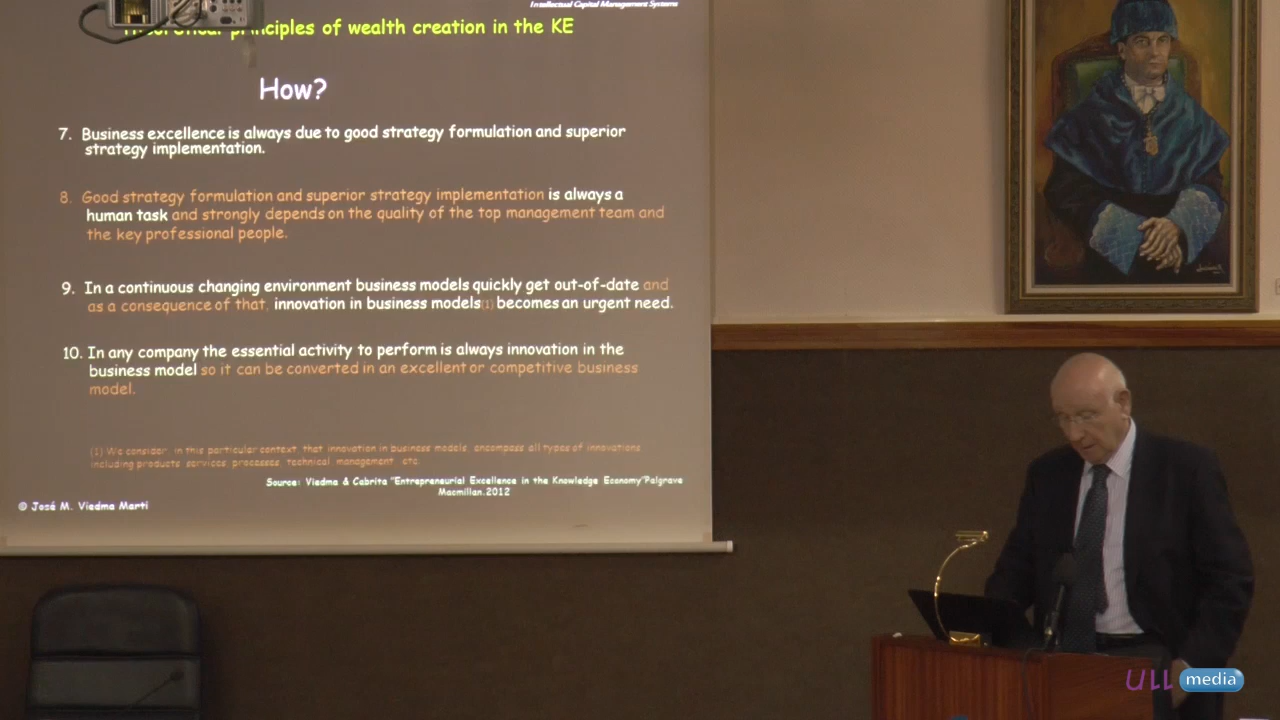 Intellectual Capital Management Systems
principles of wealth creation in the KE
How?
7. Business excellence is always due to good strategy formulation and superior
strategy implementation.
8. Good strategy formulation and superior strategy implementation is always a
human task and strongly depends on the quality of the top management team and
the key professional people.
9. In a continuous changing environment business models quickly get out-of-date and
as a consequence of that, innovation in business models(1) becomes an urgent need.
10. In any company the essential activity to perform is always innovation in the
business model so it can be converted in an excellent or competitive business
model.
(1) We consider, in this particular context, that innovation in business models, encompass all types of innovations
including products, services, processes, technical, management, etc.
Source: Viedma & Cabrita "Entrepreneurial Excellence in the Knowledge Economy"Palgrave
Macmillan.2012
© José M. Viedma Marti
ULL media